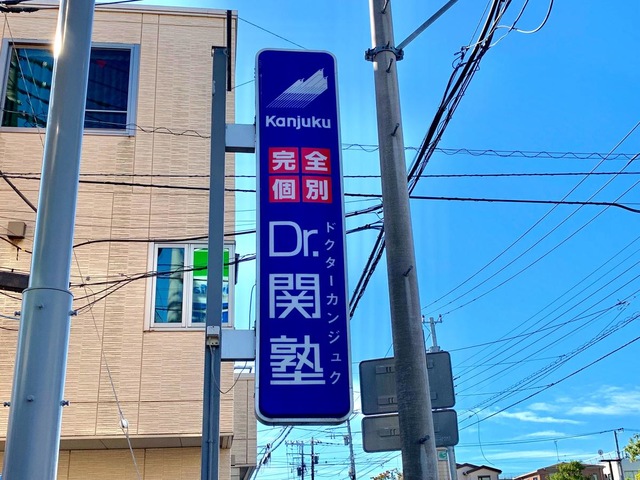 Kanjuku
完全
個別
Dr.関塾
ドクターカンジュク